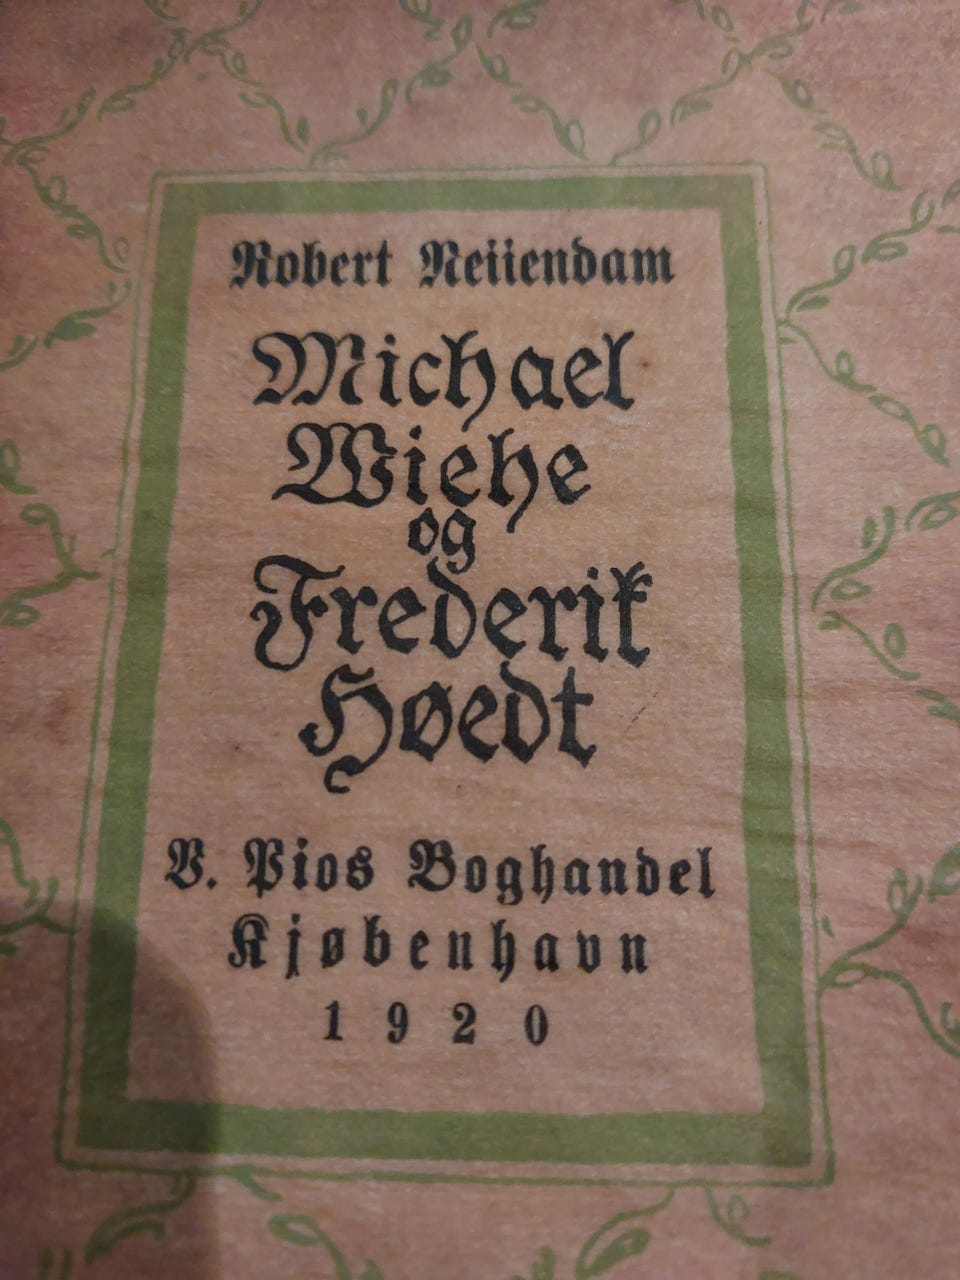 Robert Neiiendam
Michael
Wiehe
og
Frederik
Høedt
V. Pios Boghandel
Kjøbenhavn
1920